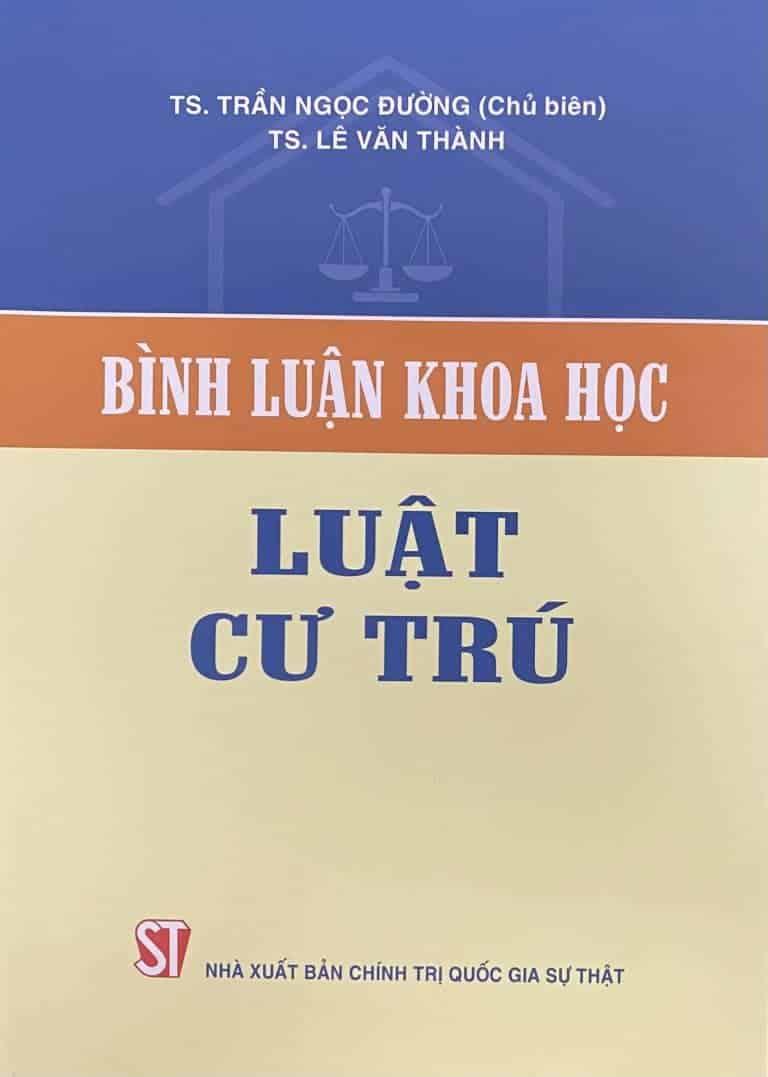 TS. TRẦN NGỌC ĐƯỜNG (Chủ biên)
TS. LÊ VĂN THÀNH
BÌNH LUẬN KHOA HỌC
LUẬT
CƯ TRÚ
ST
NHÀ XUẤT BẢN CHÍNH TRỊ QUỐC GIA SỰ THẬT